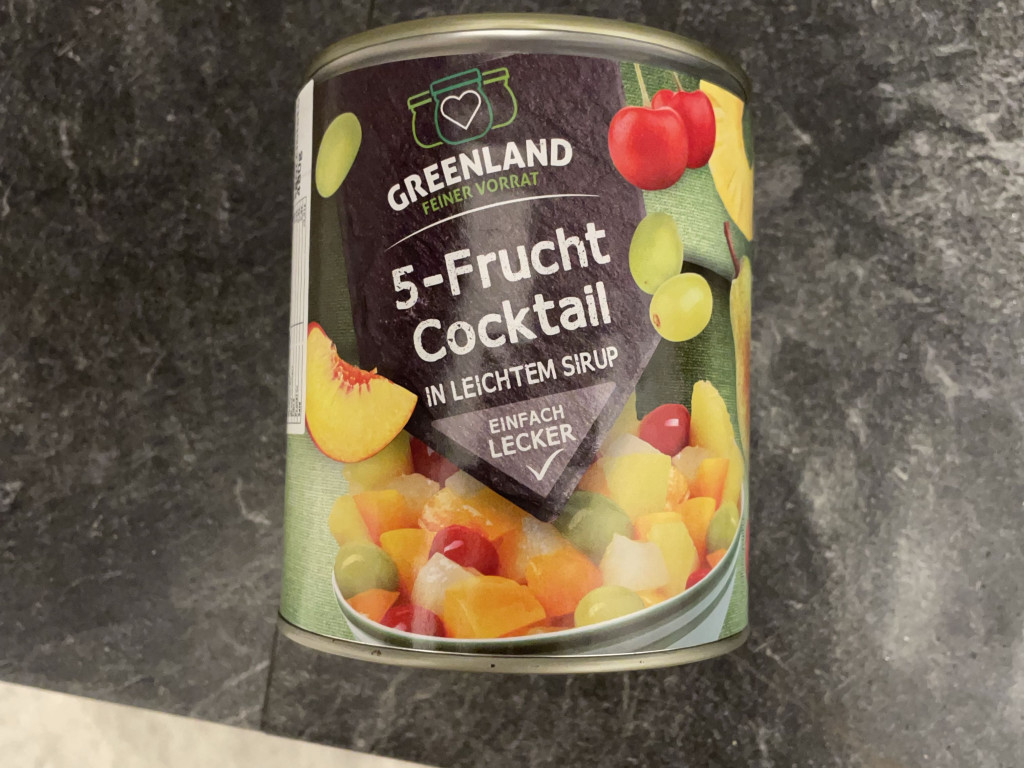 GREENLAND
FEINER VORRAT
5-Frucht
Cocktail
IN LEICHTEM SIRUP
EINFACH
LECKER